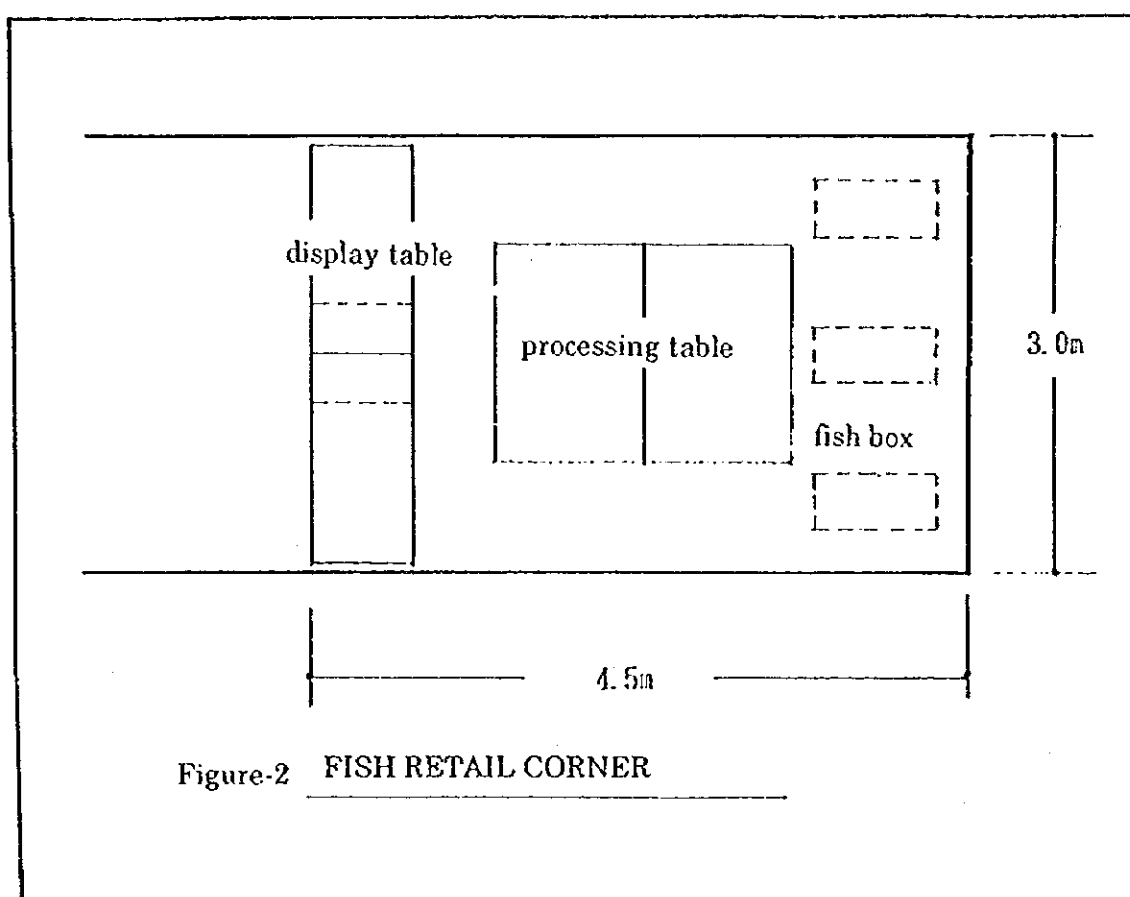 display table
processing table
3.0m
fish box
4.5m
Figure-2 FISH RETAIL CORNER